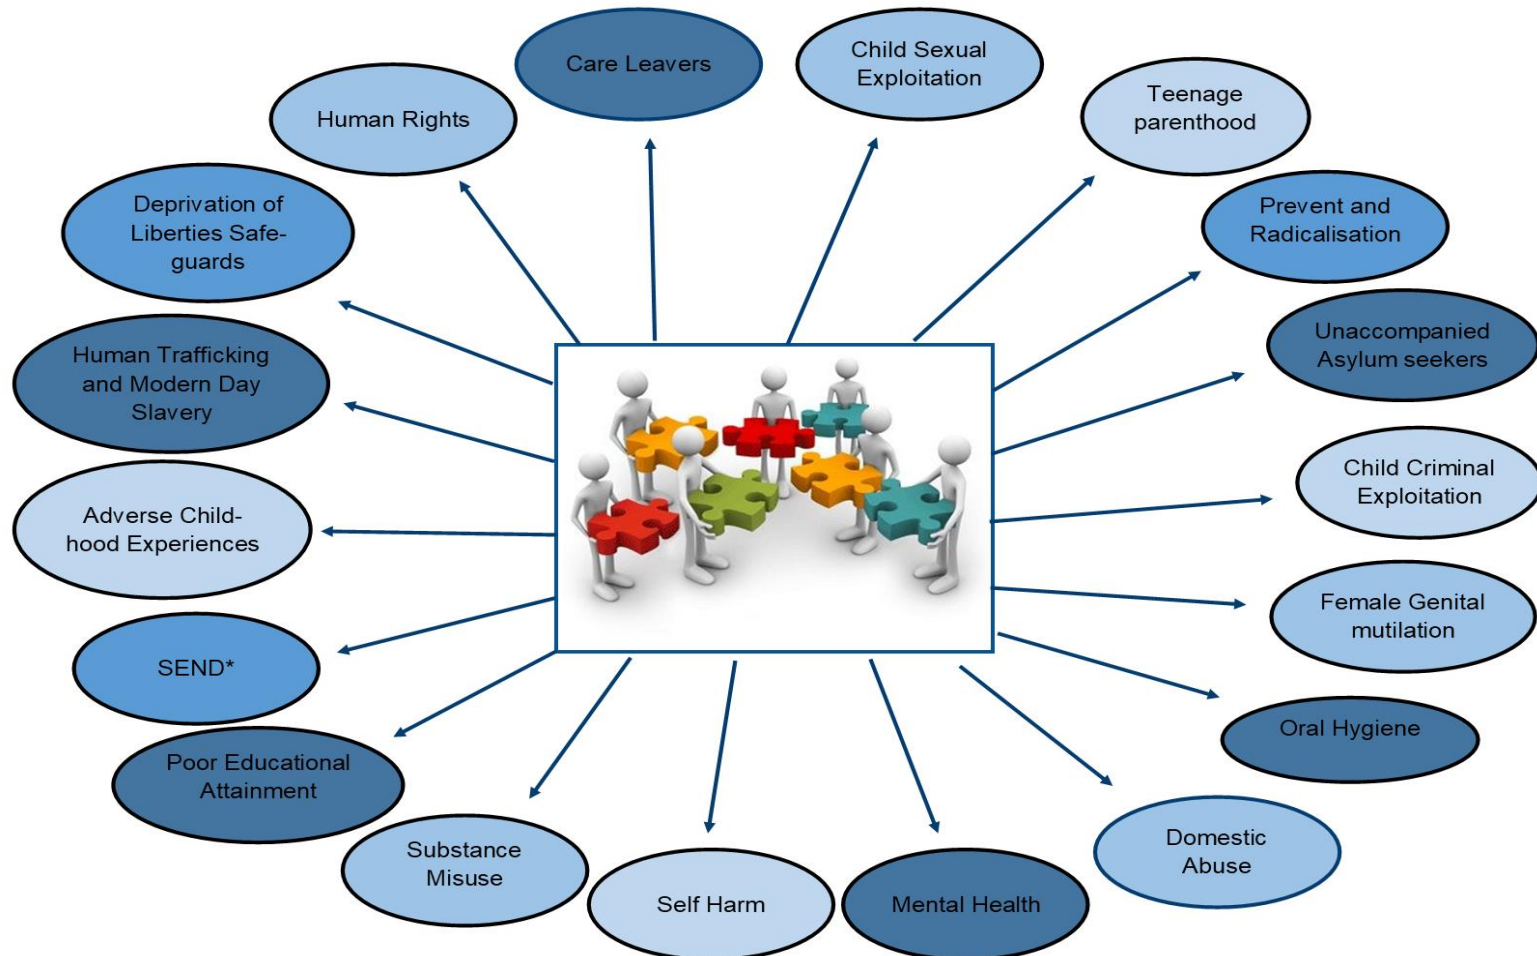 Care Leavers
Child Sexual
Exploitation
Human Rights
Teenage
parenthood
Deprivation of
Liberties Safe-
guards
Prevent and
Radicalisation
Human Trafficking
and Modern Day
Slavery
Unaccompanied
Asylum seekers
Adverse Child-
hood Experiences
Child Criminal
Exploitation
SEND*
Female Genital
mutilation
Poor Educational
Attainment
Oral Hygiene
Substance
Misuse
Self Harm
Mental Health
Domestic
Abuse